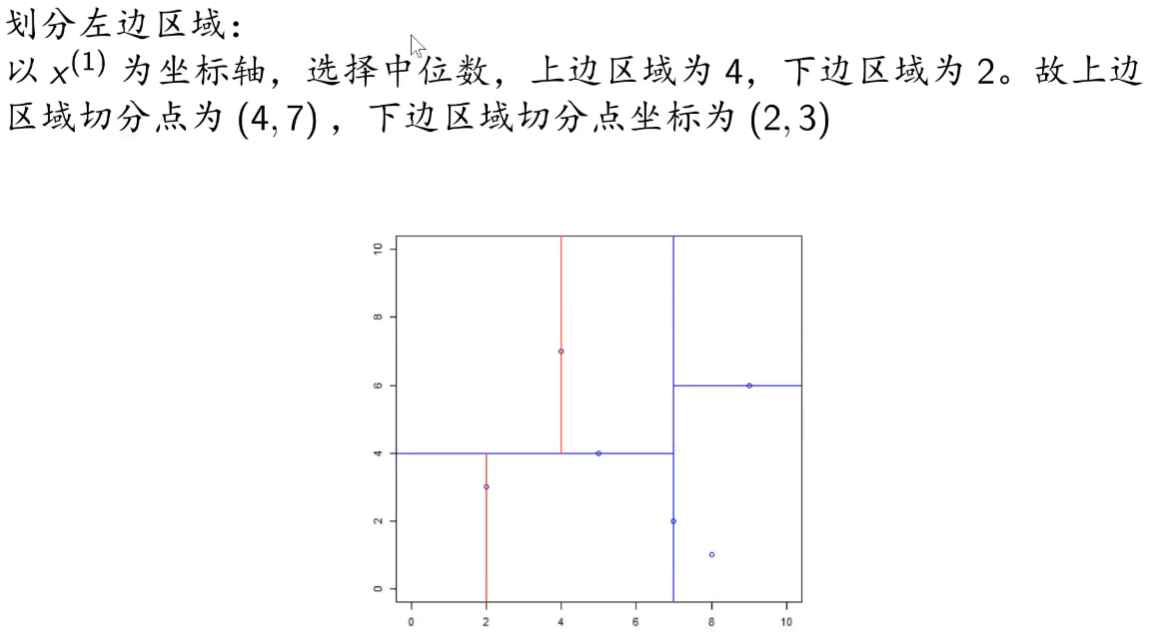 划分左边区域：
以 x⁽¹⁾ 为坐标轴，选择中位数，上边区域为 4，下边区域为 2。故上边
区域切分点为 (4, 7) ，下边区域切分点坐标为 (2, 3)
10
8
6
4
2
0
0 2 4 6 8 10